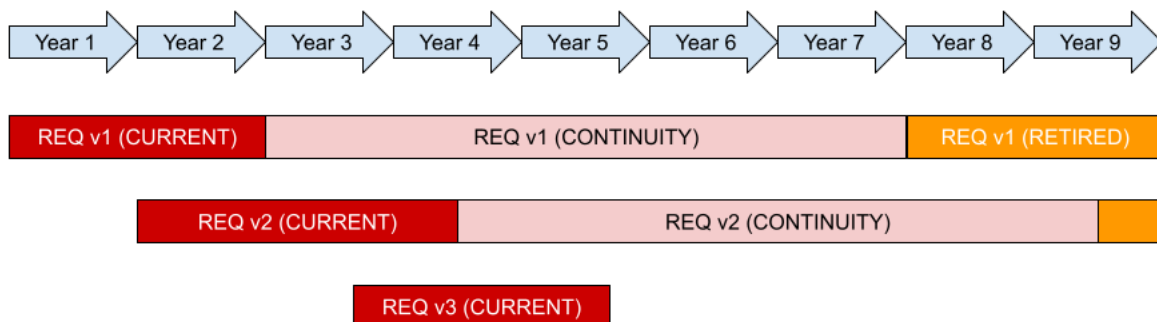 Year 1 Year 2 Year 3 Year 4 Year 5 Year 6 Year 7 Year 8 Year 9
REQ v1 (CURRENT) REQ v1 (CONTINUITY) REQ v1 (RETIRED)
REQ v2 (CURRENT) REQ v2 (CONTINUITY)
REQ v3 (CURRENT)